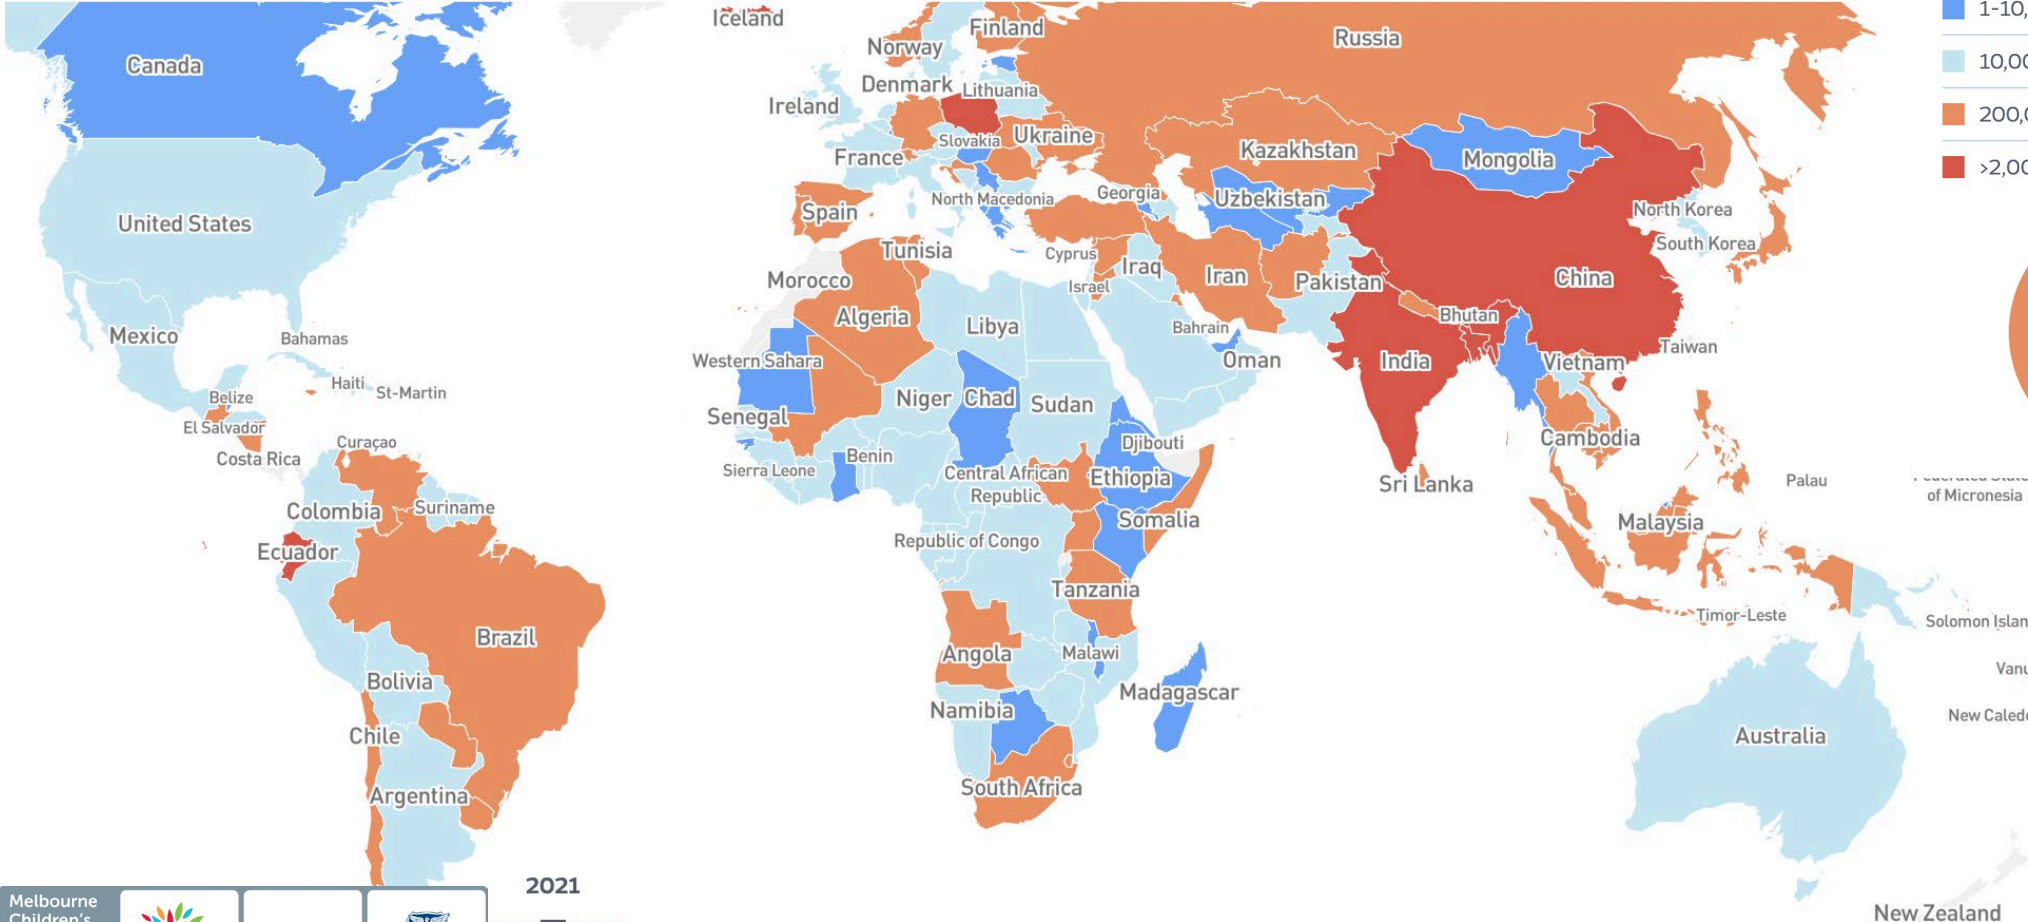 Iceland
Finland
1-10,
Norway
Russia
Canada
10,00
Denmark
Lithuania
Ireland
200,0
Slovakia
Ukraine
France
Kazakhstan
Mongolia
>2,00
Georgia
Uzbekistan
North Macedonia
Spain
North Korea
United States
South Korea
Tunisia
Cyprus
Iraq
Iran
Pakistan
China
Morocco
Israel
Algeria
Bhutan
Libya
Bahrain
Mexico
Bahamas
Taiwan
Western Sahara
Oman
India
Vietnam
Haiti
St-Martin
Belize
Niger
Chad
Sudan
Senegal
El Salvador
Curaçao
Djibouti
Cambodia
Costa Rica
Benin
Sierra Leone
Central African
Republic
Ethiopia
Sri Lanka
Palau
of Micronesia
Colombia
Suriname
Somalia
Malaysia
Republic of Congo
Ecuador
Tanzania
Timor-Leste
Solomon Islan
Brazil
Angola
Malawi
Vanu
Bolivia
Madagascar
Namibia
New Caled
Chile
Australia
South Africa
Argentina
2021
Melbourne
Children's
New Zealand